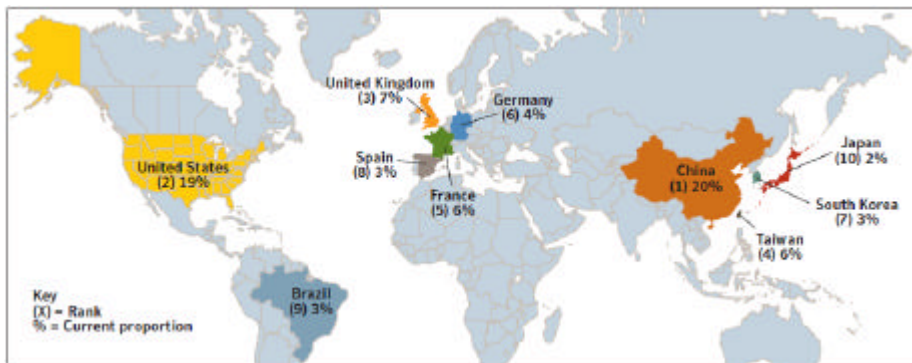 United Kingdom
(3) 7%
Germany
(6) 4%
United States
(2) 19%
Spain
(8) 3%
France
(5) 6%
China
(1) 20%
Japan
(10) 2%
South Korea
(7) 3%
Taiwan
(4) 6%
Brazil
(9) 3%
Key
(X) = Rank
% = Current proportion